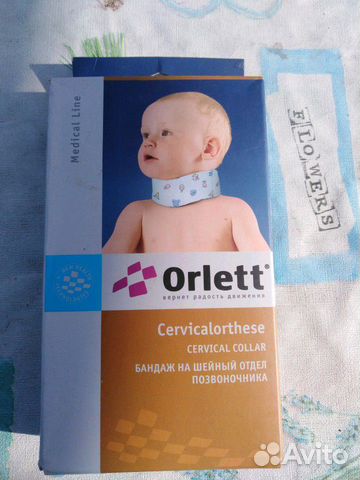 Medical Line
Orlett®
вернет радость движения
Cervicalorthese
CERVICAL COLLAR
БАНДАЖ НА ШЕЙНЫЙ ОТДЕЛ
ПОЗВОНОЧНИКА
FLOWERS
Avito